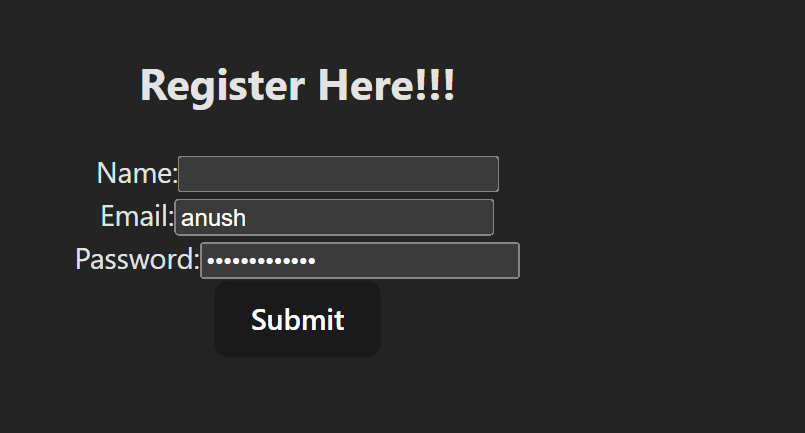 Register Here!!!
Name:
Email: anush
Password: •••••••••••••
Submit